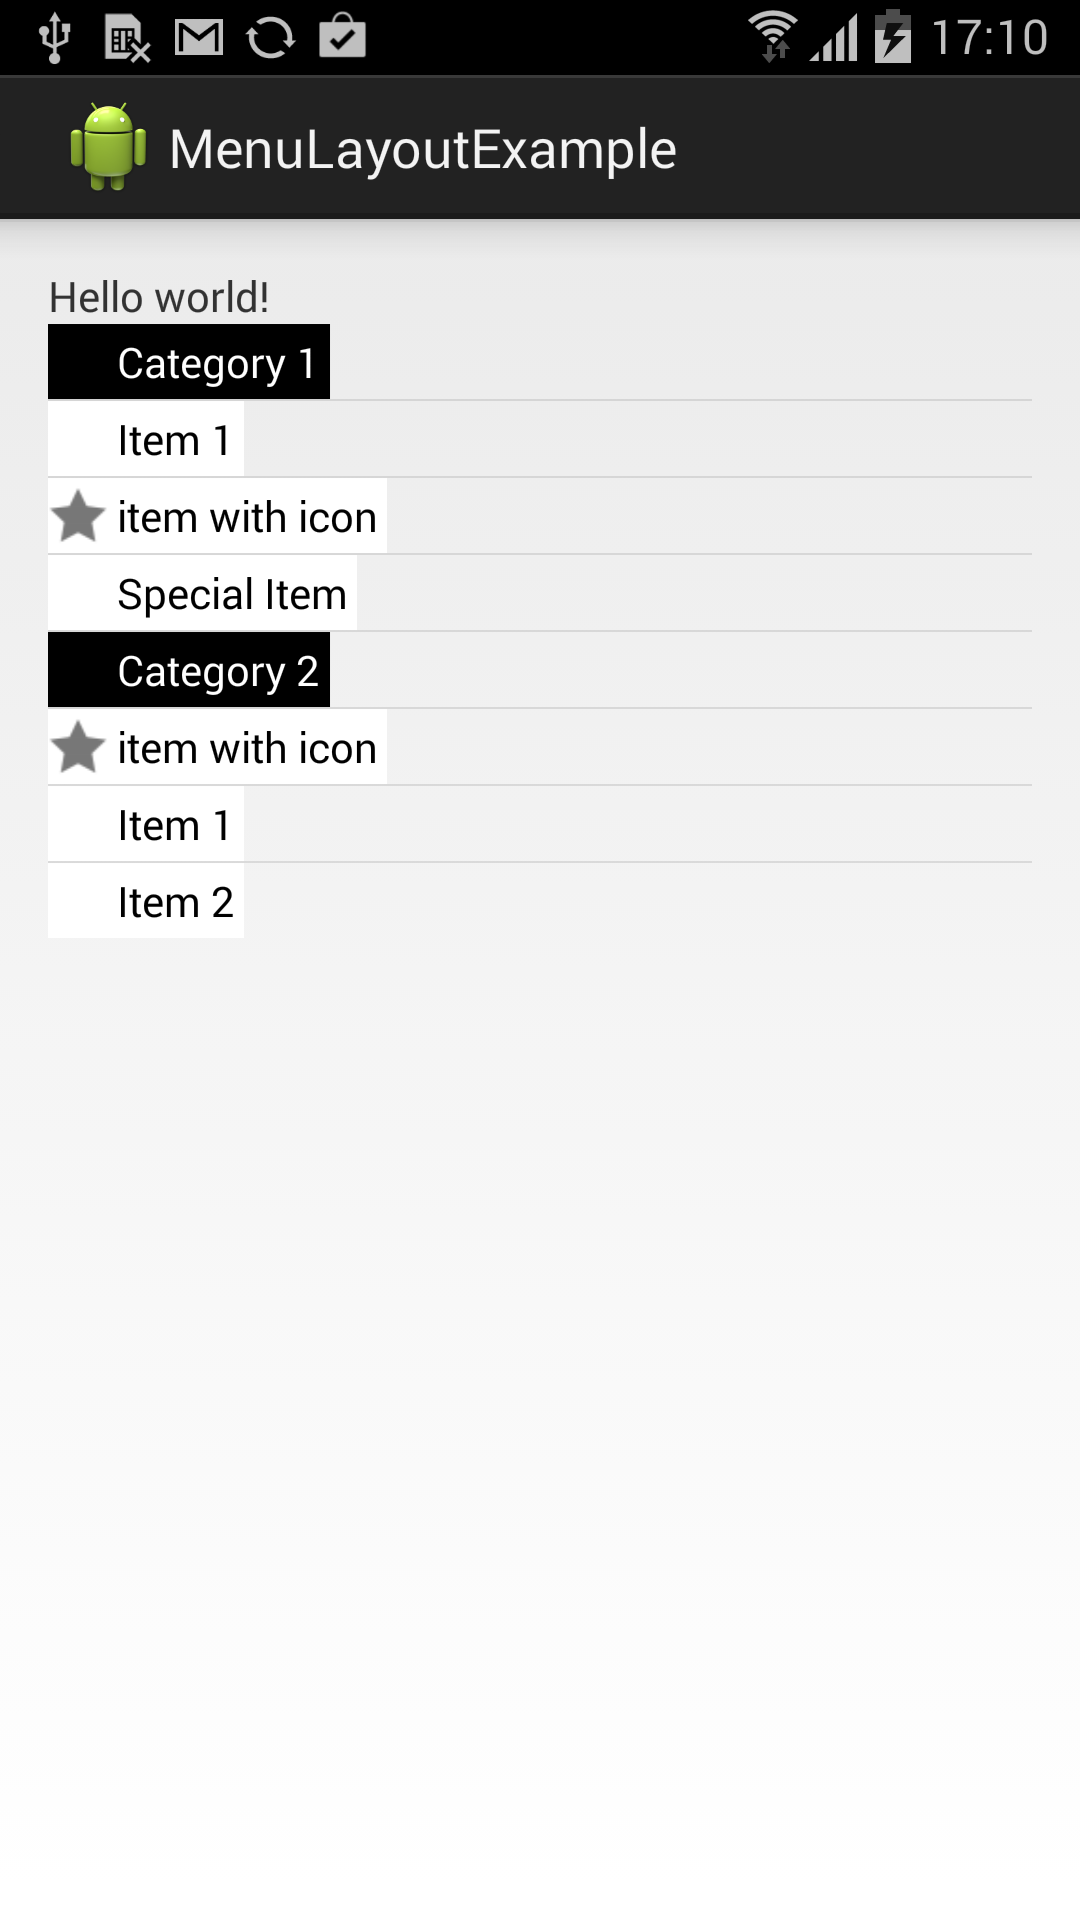 17:10
MenuLayoutExample
Hello world!
Category 1
Item 1
item with icon
Special Item
Category 2
item with icon
Item 1
Item 2